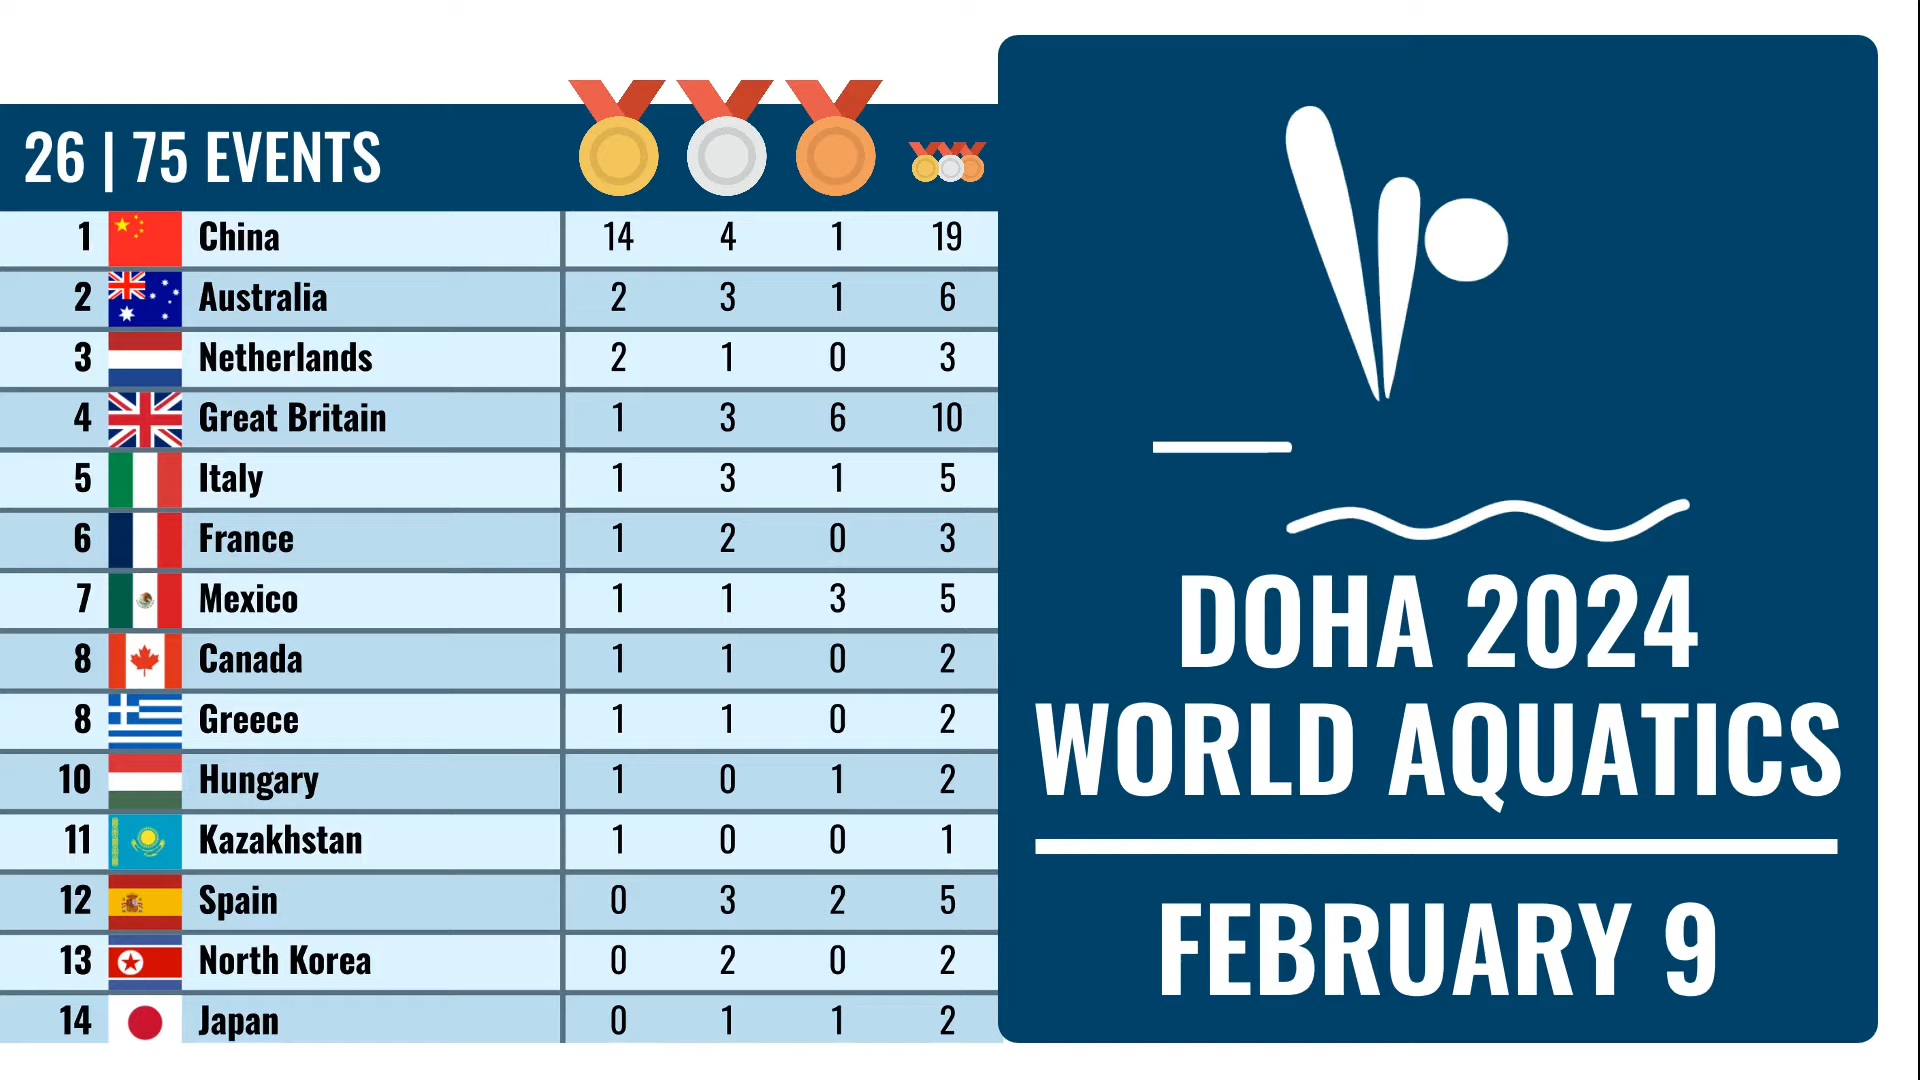 26 | 75 EVENTS
1 China 14 4 1 19
2 Australia 2 3 1 6
3 Netherlands 2 1 0 3
4 Great Britain 1 3 6 10
5 Italy 1 3 1 5
6 France 1 2 0 3
7 Mexico 1 1 3 5
8 Canada 1 1 0 2
8 Greece 1 1 0 2
10 Hungary 1 0 1 2
11 Kazakhstan 1 0 0 1
12 Spain 0 3 2 5
13 North Korea 0 2 0 2
14 Japan 0 1 1 2
DOHA 2024
WORLD AQUATICS
FEBRUARY 9